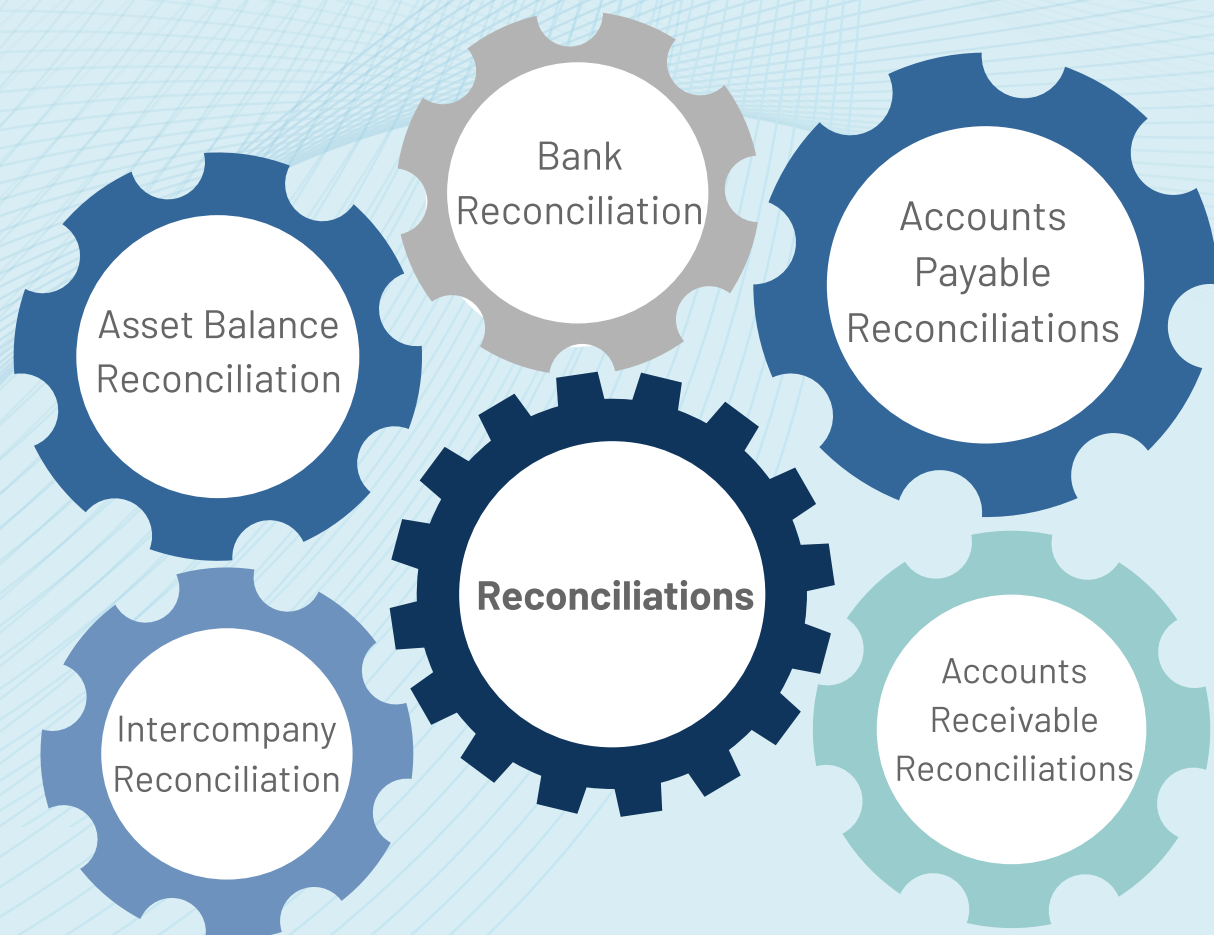 Bank
Reconciliation
Accounts
Payable
Reconciliations
Asset Balance
Reconciliation
Reconciliations
Intercompany
Reconciliation
Accounts
Receivable
Reconciliations